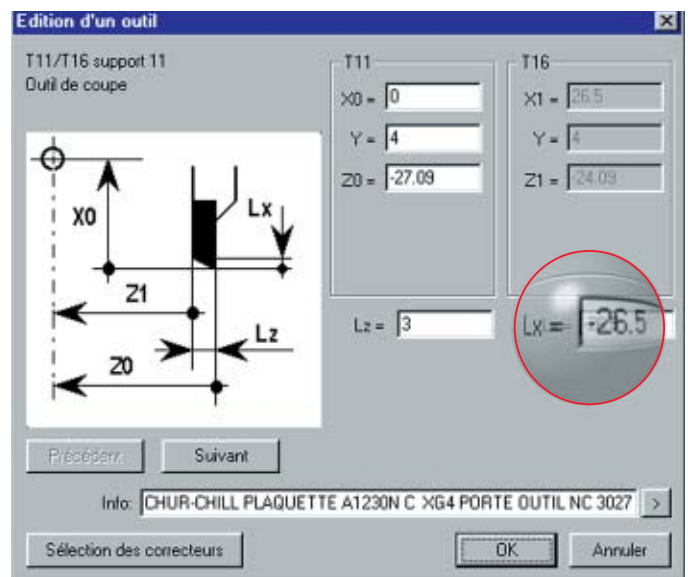 Edition d'un outil
T11/T16 support 11
Outil de coupe
T11
X0 = 0
Y = 4
Z0 = -27.09
T16
X1 = 26.5
Y = 4
Z1 = -24.09
X0
Lx
Z1
Lz
Z0
Lz = 3
Lx = -26.5
Précédent
Suivant
Info: CHUR-CHILL PLAQUETTE A1230N C XG4 PORTE OUTIL NC 3027 >
Sélection des correcteurs
OK
Annuler